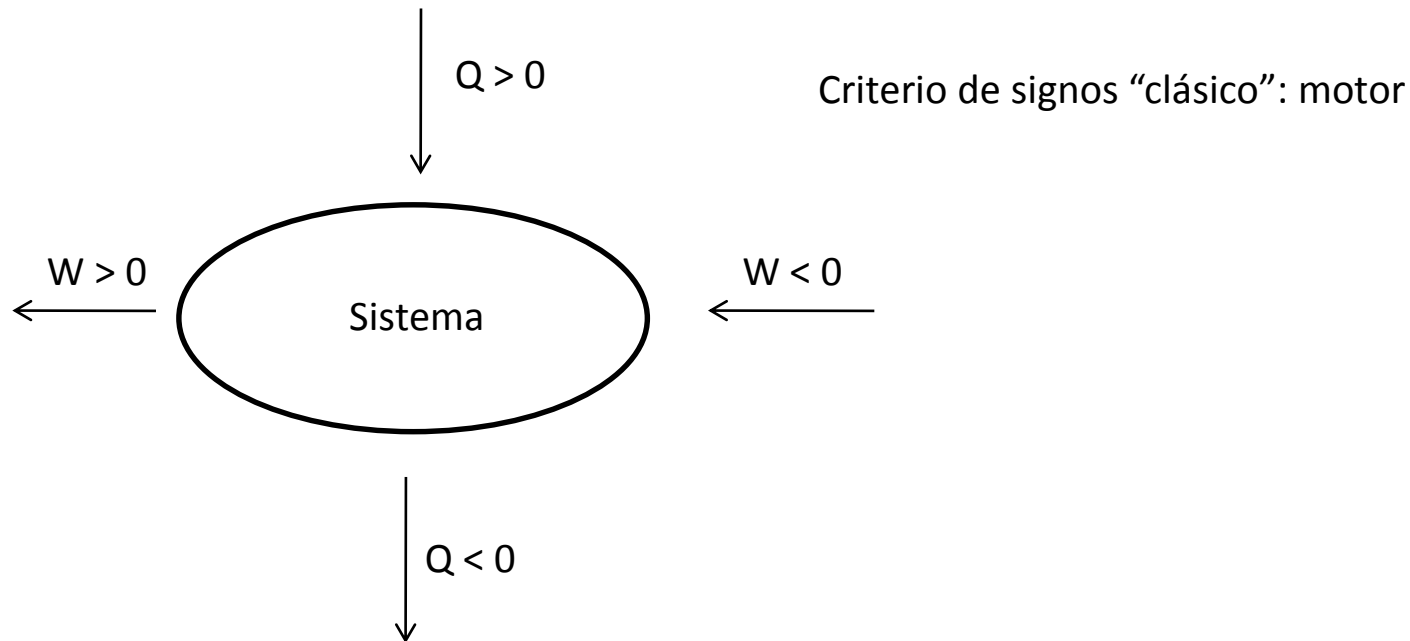 Q > 0
Criterio de signos “clásico”: motor
W > 0
W < 0
Sistema
Q < 0